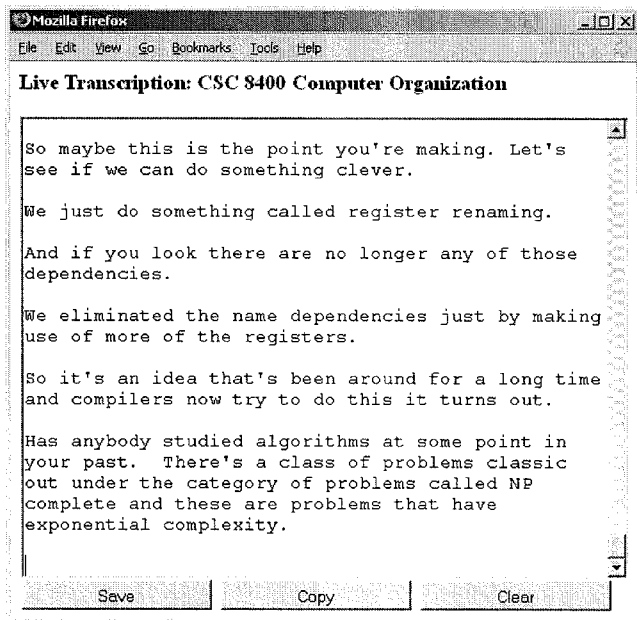 Mozilla Firefox
File Edit View Go Bookmarks Tools Help
Live Transcription: CSC 8400 Computer Organization
So maybe this is the point you're making. Let's
see if we can do something clever.
We just do something called register renaming.
And if you look there are no longer any of those
dependencies.
We eliminated the name dependencies just by making
use of more of the registers.
So it's an idea that's been around for a long time
and compilers now try to do this it turns out.
Has anybody studied algorithms at some point in
your past. There's a class of problems classic
out under the category of problems called NP
complete and these are problems that have
exponential complexity.
Save Copy Clear